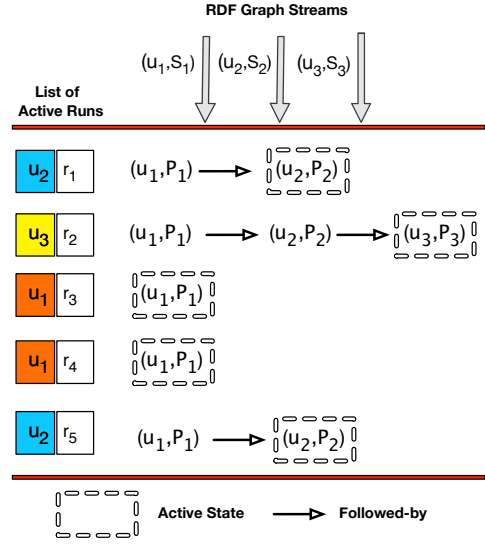 RDF Graph Streams
(u₁,S₁) (u₂,S₂) (u₃,S₃)
List of
Active Runs
u₂ r₁ (u₁,P₁) (u₂,P₂)
u₃ r₂ (u₁,P₁) (u₂,P₂) (u₃,P₃)
u₁ r₃ (u₁,P₁)
u₁ r₄ (u₁,P₁)
u₂ r₅ (u₁,P₁) (u₂,P₂)
Active State Followed-by